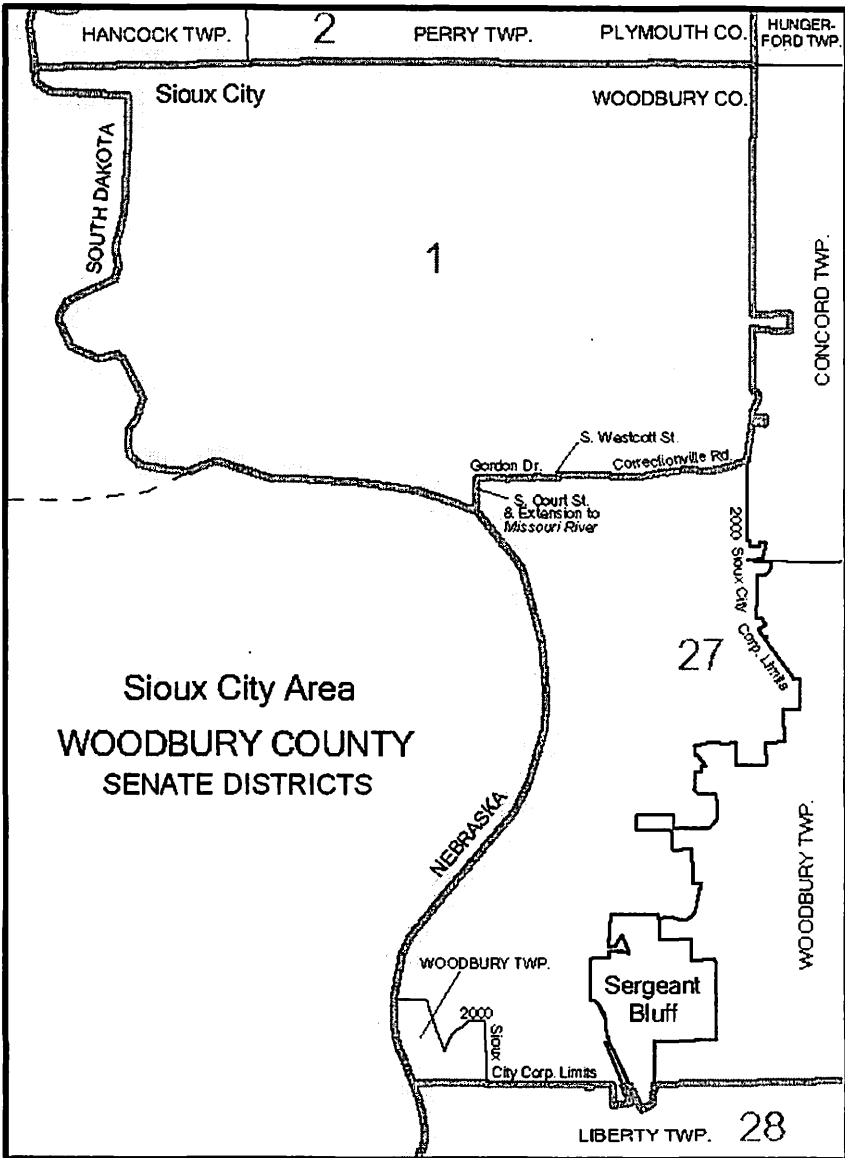 HANCOCK TWP.
2
PERRY TWP.
PLYMOUTH CO.
HUNGER-
FORD TWP.
Sioux City
WOODBURY CO.
SOUTH DAKOTA
1
CONCORD TWP.
S. Westcott St.
Gordon Dr.
Correctionville Rd.
S. Court St.
& Extension to
Missouri River
2000 Sioux City Corp. Limits
27
Sioux City Area
WOODBURY COUNTY
SENATE DISTRICTS
NEBRASKA
WOODBURY TWP.
WOODBURY TWP.
Sergeant
Bluff
2000 Sioux
City Corp. Limits
LIBERTY TWP.
28